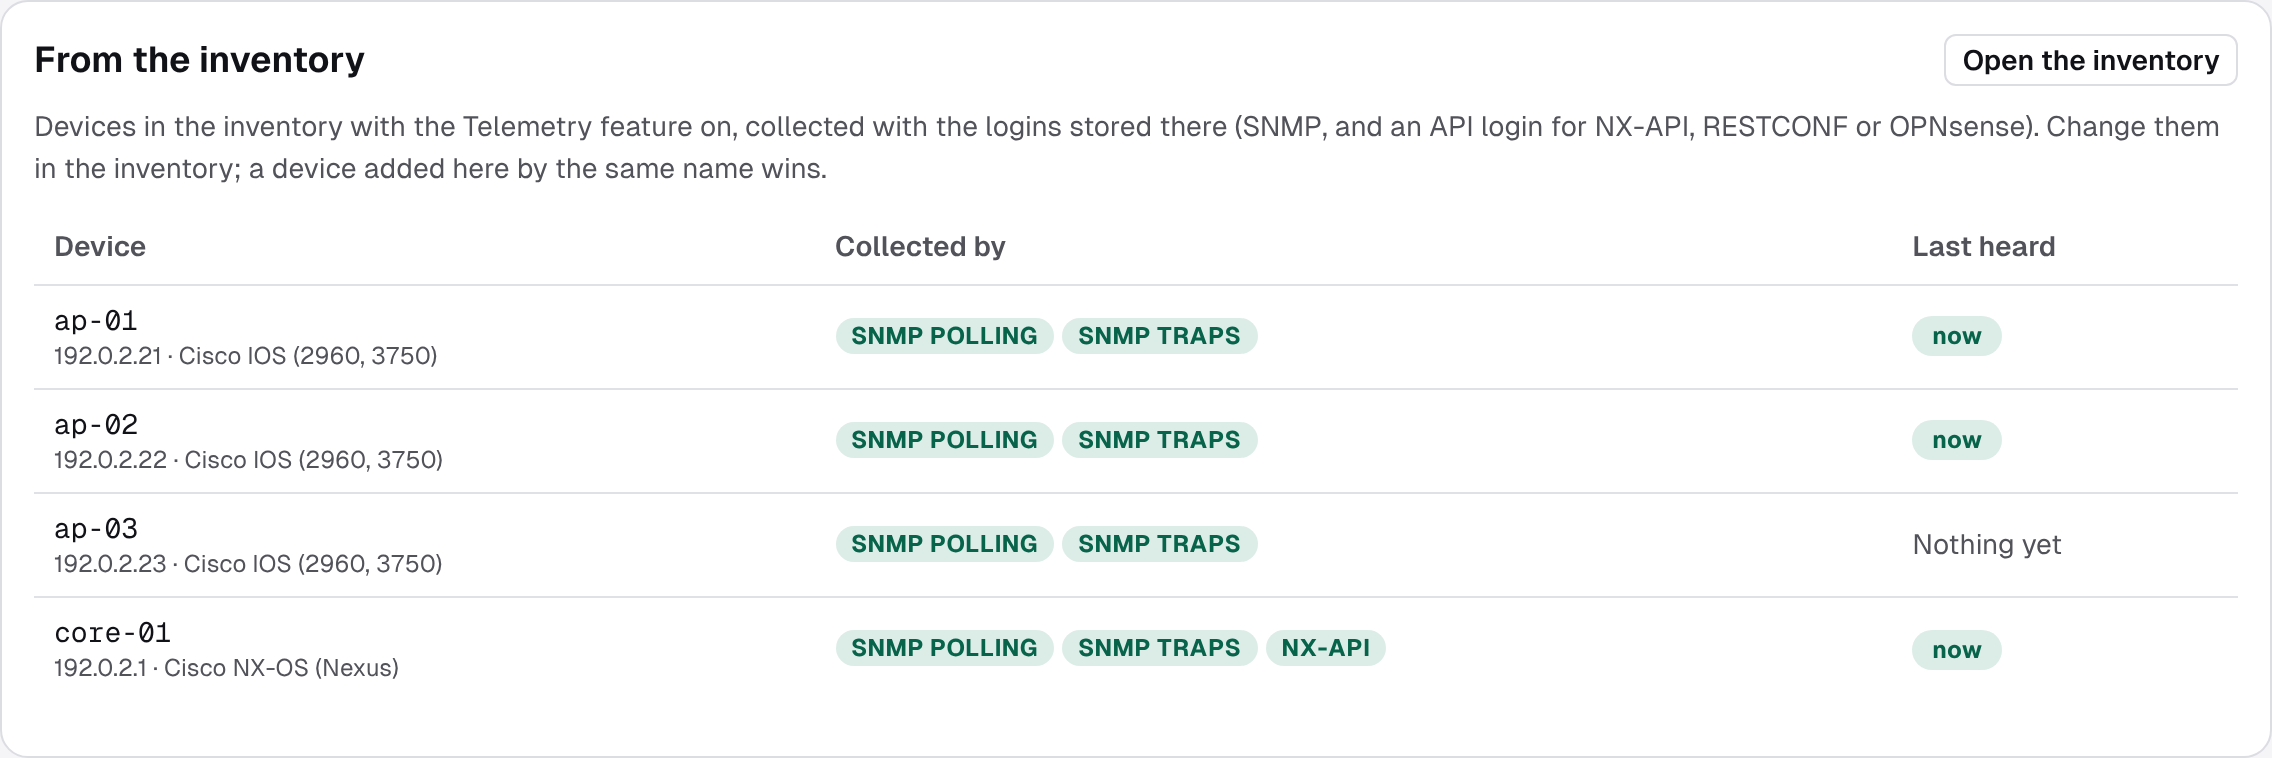 From the inventory
Open the inventory
Devices in the inventory with the Telemetry feature on, collected with the logins stored there (SNMP, and an API login for NX-API, RESTCONF or OPNsense). Change them
in the inventory; a device added here by the same name wins.
Device Collected by Last heard
ap-01
192.0.2.21 · Cisco IOS (2960, 3750)
SNMP POLLING SNMP TRAPS now
ap-02
192.0.2.22 · Cisco IOS (2960, 3750)
SNMP POLLING SNMP TRAPS now
ap-03
192.0.2.23 · Cisco IOS (2960, 3750)
SNMP POLLING SNMP TRAPS Nothing yet
core-01
192.0.2.1 · Cisco NX-OS (Nexus)
SNMP POLLING SNMP TRAPS NX-API now